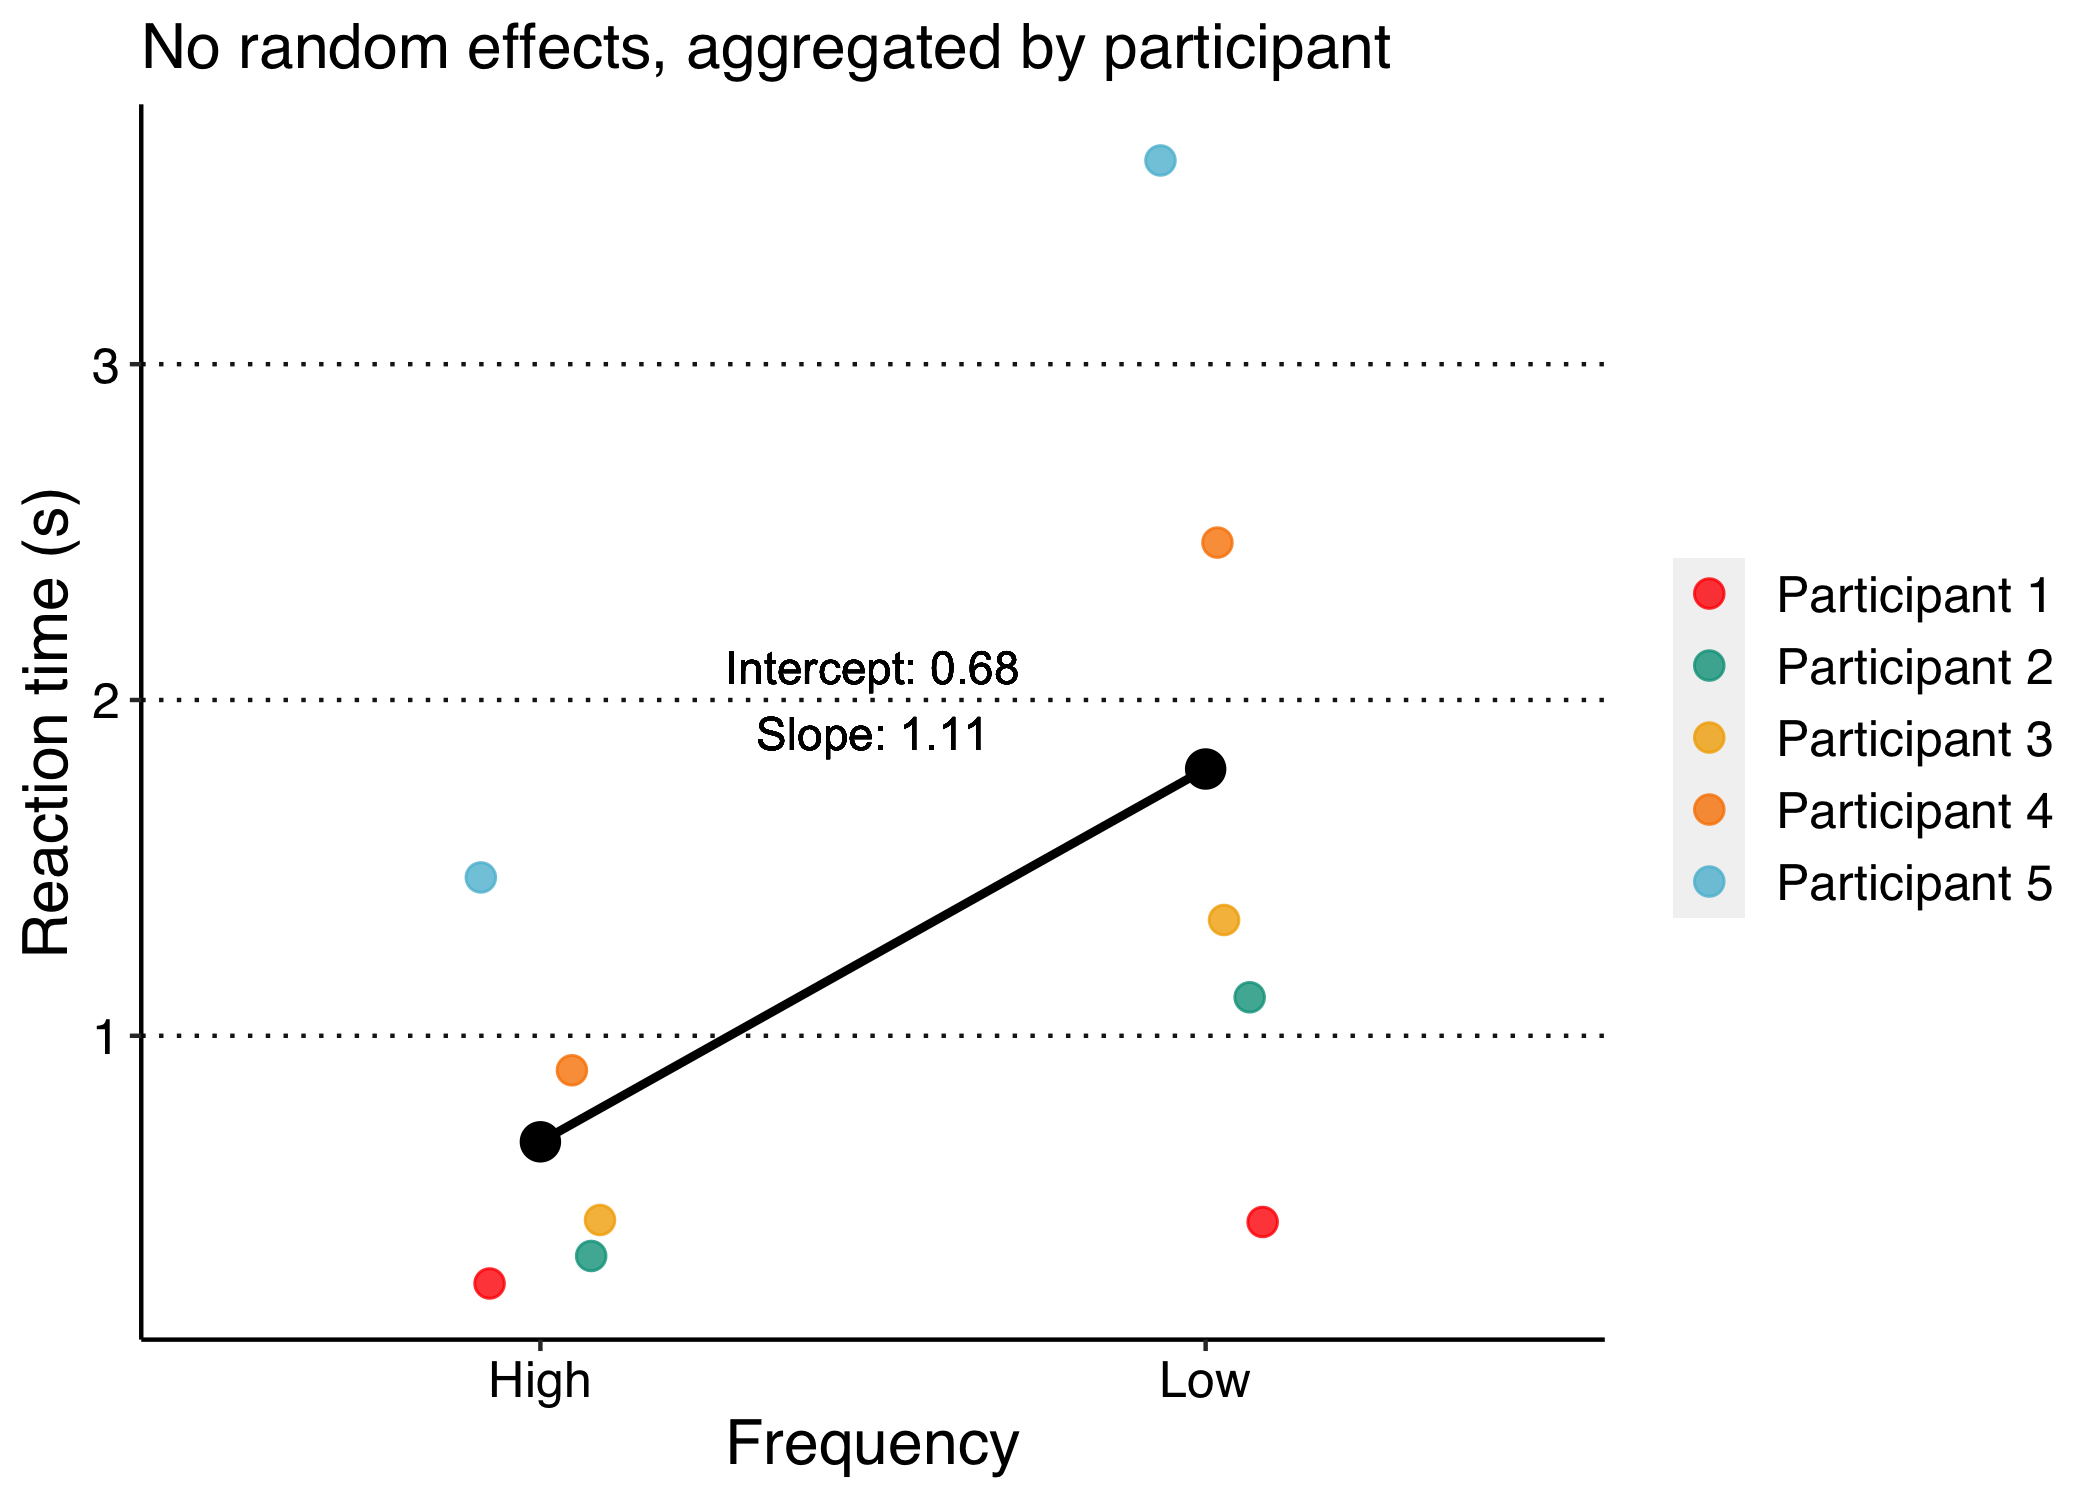 No random effects, aggregated by participant
Reaction time (s)
3
2
1
Intercept: 0.68
Slope: 1.11
High
Low
Frequency
Participant 1
Participant 2
Participant 3
Participant 4
Participant 5